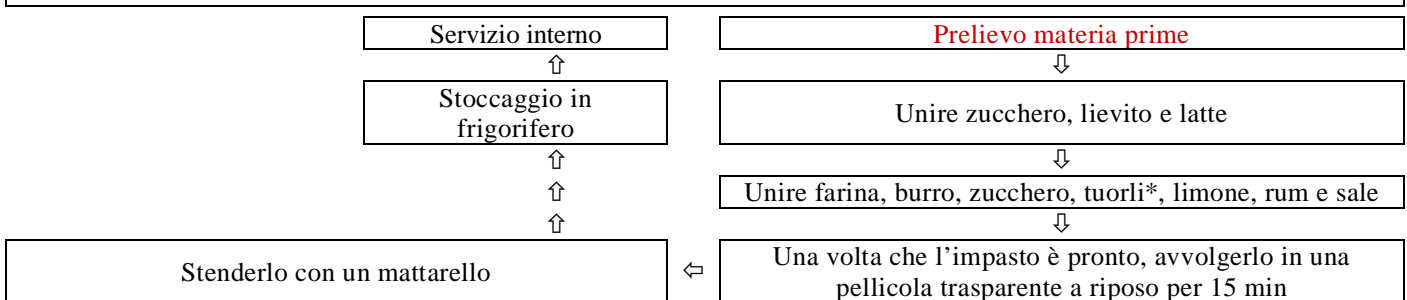 Servizio interno
Prelievo materia prime
⇧
⇩
Stoccaggio in
frigorifero
Unire zucchero, lievito e latte
⇧
⇩
⇧
Unire farina, burro, zucchero, tuorli*, limone, rum e sale
⇧
⇩
Stenderlo con un mattarello
⇦
Una volta che l’impasto è pronto, avvolgerlo in una
pellicola trasparente a riposo per 15 min